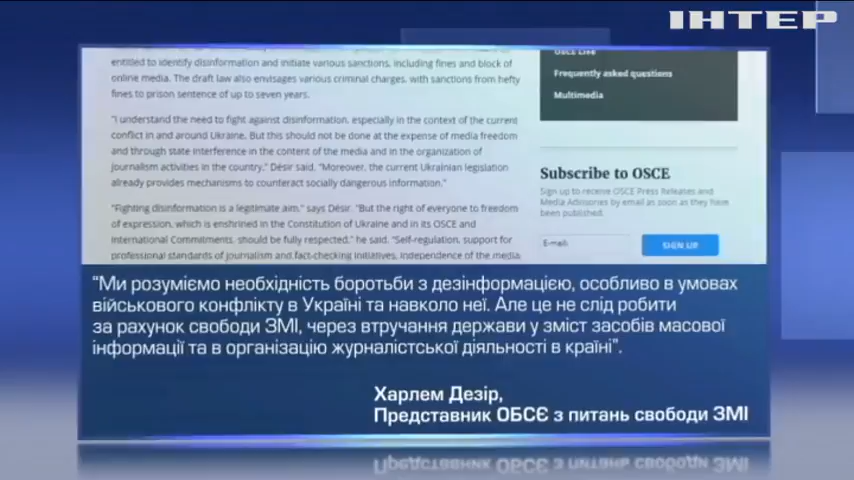 ІНТЕР
entitled to identify disinformation and initiate various sanctions, including fines and block of
online media. The draft law also envisages various criminal charges, with sanctions from hefty
fines to prison sentence of up to seven years.
"I understand the need to fight against disinformation, especially in the context of the current
conflict in and around Ukraine. But this should not be done at the expense of media freedom
and through state interference in the content of the media and in the organization of
journalism activities in the country," Désir said. "Moreover, the current Ukrainian legislation
already provides mechanisms to counteract socially dangerous information."
"Fighting disinformation is a legitimate aim," says Désir. "But the right of everyone to freedom
of expression, which is enshrined in the Constitution of Ukraine and in its OSCE and
International Commitments, should be fully respected," he said. "Self-regulation, support for
professional standards of journalism and fact-checking initiatives, independence of the media
OSCE Live
Frequently asked questions
Multimedia
Subscribe to OSCE
Sign up to receive OSCE Press Releases and
Media Advisories by email as soon as they have
been published.
E-mail:
SIGN UP
“Ми розуміємо необхідність боротьби з дезінформацією, особливо в умовах
військового конфлікту в Україні та навколо неї. Але це не слід робити
за рахунок свободи ЗМІ, через втручання держави у зміст засобів масової
інформації та в організацію журналістської діяльності в країні”.
Харлем Дезір,
Представник ОБСЄ з питань свободи ЗМІ